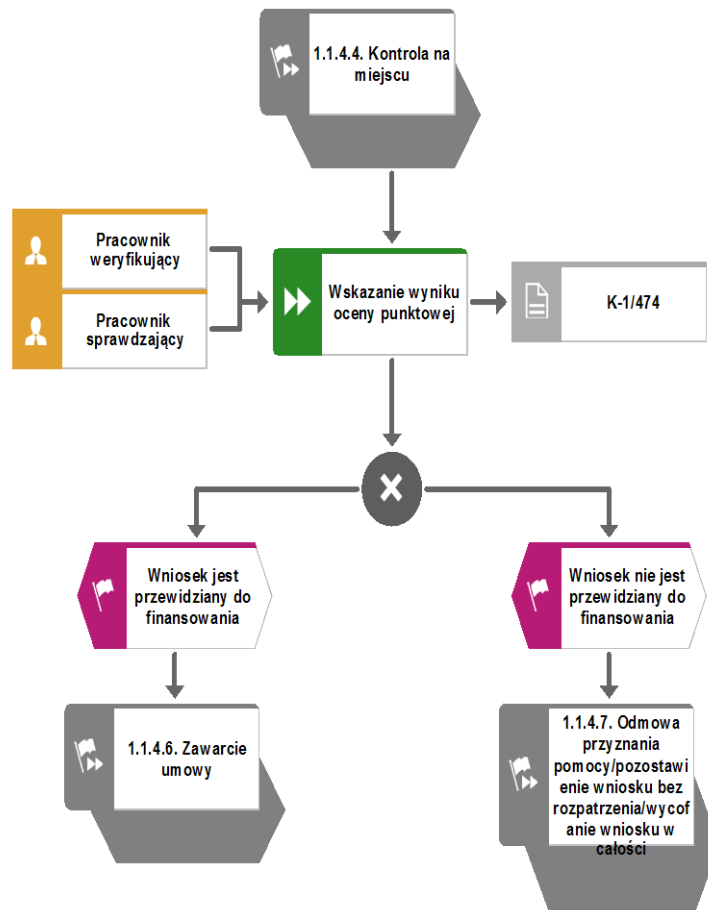 1.1.4.4. Kontrola na
miejscu
Pracownik
weryfikujący
Pracownik
sprawdzający
Wskazanie wyniku
oceny punktowej
K-1/474
Wniosek jest
przewidziany do
finansowania
Wniosek nie jest
przewidziany do
finansowania
1.1.4.6. Zawarcie
umowy
1.1.4.7. Odmowa
przyznania
pomocy/pozostawi
enie wniosku bez
rozpatrzenia/wycof
anie wniosku w
całości